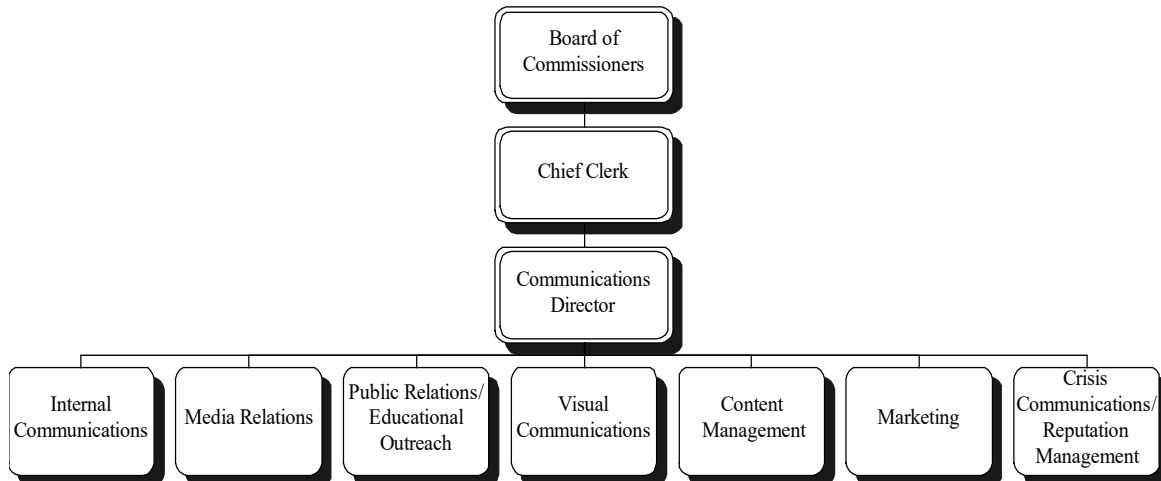 Board of
Commissioners
Chief Clerk
Communications
Director
Internal
Communications
Media Relations
Public Relations/
Educational
Outreach
Visual
Communications
Content
Management
Marketing
Crisis
Communications/
Reputation
Management